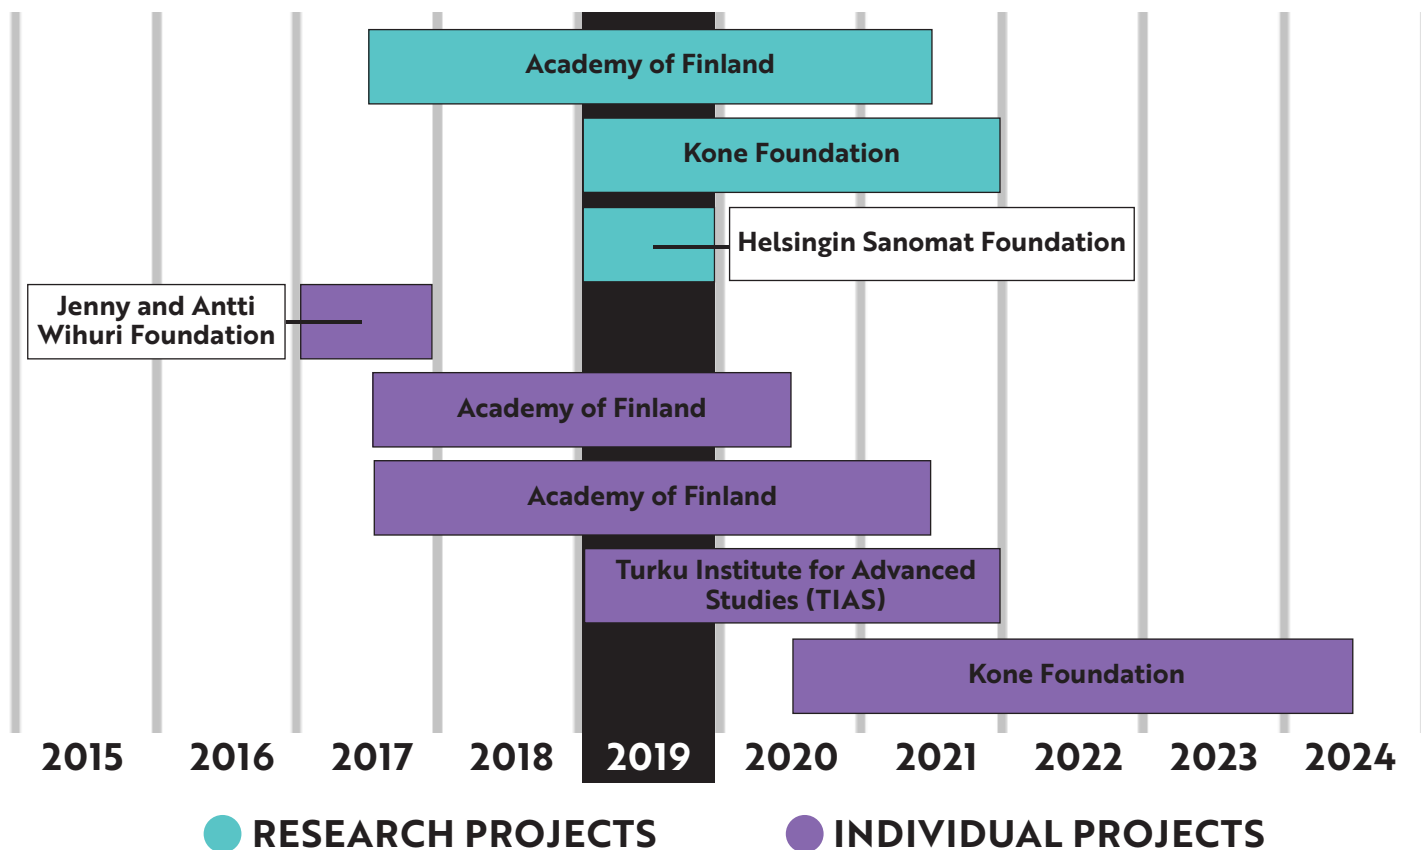 Academy of Finland
Kone Foundation
Helsingin Sanomat Foundation
Jenny and Antti
Wihuri Foundation
Academy of Finland
Academy of Finland
Turku Institute for Advanced
Studies (TIAS)
Kone Foundation
2015 2016 2017 2018 2019 2020 2021 2022 2023 2024
RESEARCH PROJECTS INDIVIDUAL PROJECTS